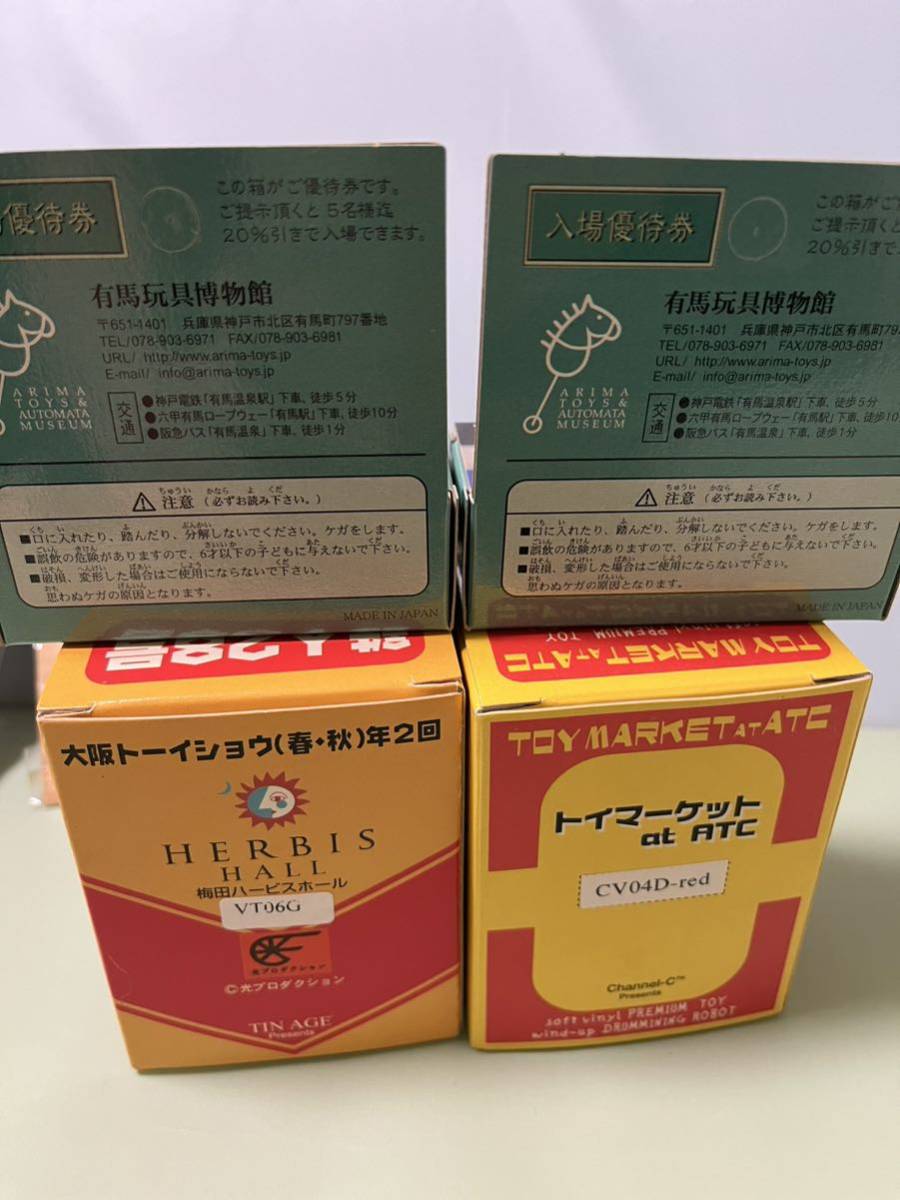 優待券
この箱がご優待券です。
ご提示頂くと5名様迄
20%引きで入場できます。
有馬玩具博物館
〒651-1401 兵庫県神戸市北区有馬町797番地
TEL/078-903-6971 FAX/078-903-6981
URL/ http://www.arima-toys.jp
E-mail/ info@arima-toys.jp
ARIMA
TOYS &
AUTOMATA
MUSEUM
交通
●神戸電鉄「有馬温泉駅」下車、徒歩5分
●六甲有馬ロープウェー「有馬駅」下車、徒歩10分
●阪急バス「有馬温泉」下車、徒歩1分
注意(必ずお読み下さい。)
■口に入れたり、踏んだり、分解しないでください。ケガをします。
■誤飲の危険がありますので、6才以下の子どもに与えないで下さい。
■破損、変形した場合はご使用にならないで下さい。
思わぬケガの原因となります。
MADE IN JAPAN
入場優待券
この箱がご優
ご提示頂くと
20%引きで入
有馬玩具博物館
〒651-1401 兵庫県神戸市北区有馬町797
TEL/078-903-6971 FAX/078-903-6981
URL/ http://www.arima-toys.jp
E-mail/ info@arima-toys.jp
ARIMA
TOYS &
AUTOMATA
MUSEUM
交通
●神戸電鉄「有馬温泉駅」下車、徒歩5分
●六甲有馬ロープウェー「有馬駅」下車、徒歩10
●阪急バス「有馬温泉」下車、徒歩1分
注意(必ずお読み下さい。)
■口に入れたり、踏んだり、分解しないでください。ケガをします。
■誤飲の危険がありますので、6才以下の子どもに与えないで下さい。
■破損、変形した場合はご使用にならないで下さい。
思わぬケガの原因となります。
MADE IN JAPAN
鉄人28号
大阪トーイショウ(春・秋)年2回
HERBIS
HALL
梅田ハービスホール
VT06G
光プロダクション
©光プロダクション
TIN AGE
Presents
PREMIUM TOY
TOY MARKET AT ATC
TOY MARKET AT ATC
トイマーケット
at ATC
CV04D-red
Channel-C™
Presents
soft vinyl PREMIUM TOY
wind-up DRUMMINING ROBOT